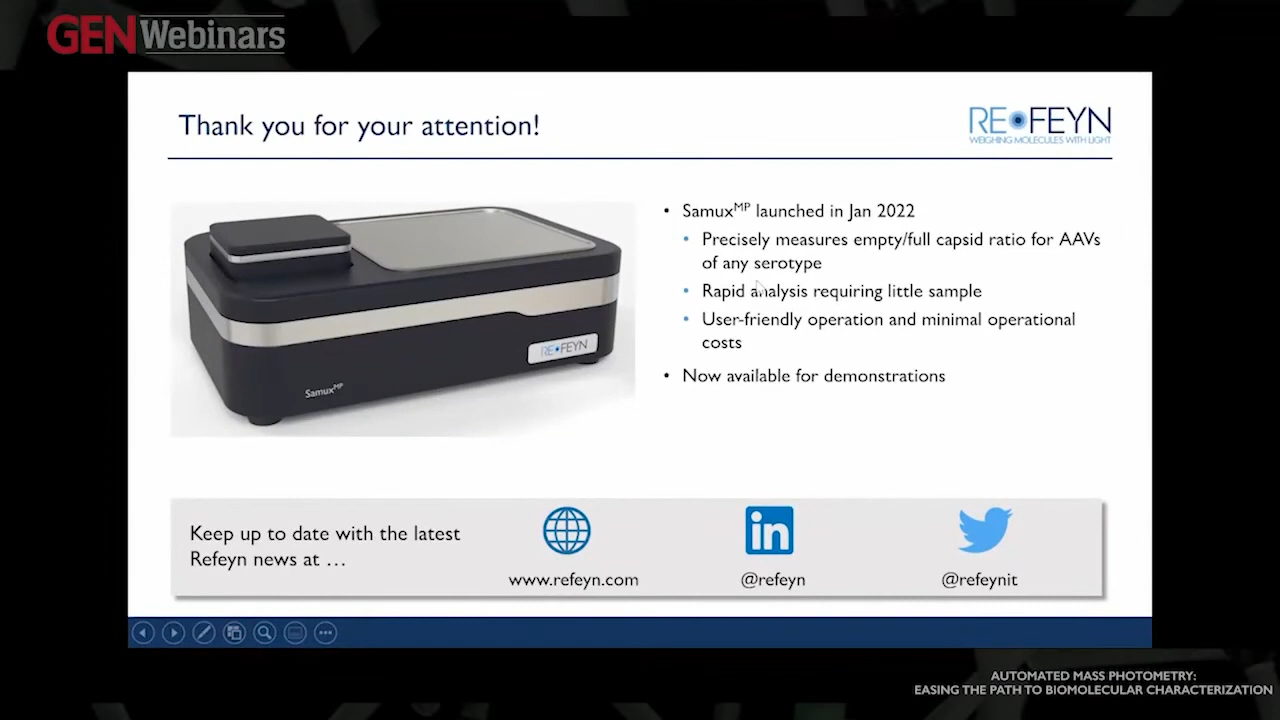 GEN Webinars
Thank you for your attention!
REFEYN
WEIGHING MOLECULES WITH LIGHT
• Samux^MP launched in Jan 2022
• Precisely measures empty/full capsid ratio for AAVs
of any serotype
• Rapid analysis requiring little sample
• User-friendly operation and minimal operational
costs
• Now available for demonstrations
REFEYN
Samux^MP
Keep up to date with the latest
Refeyn news at …
in
www.refeyn.com
@refeyn
@refeynit
AUTOMATED MASS PHOTOMETRY:
EASING THE PATH TO BIOMOLECULAR CHARACTERIZATION